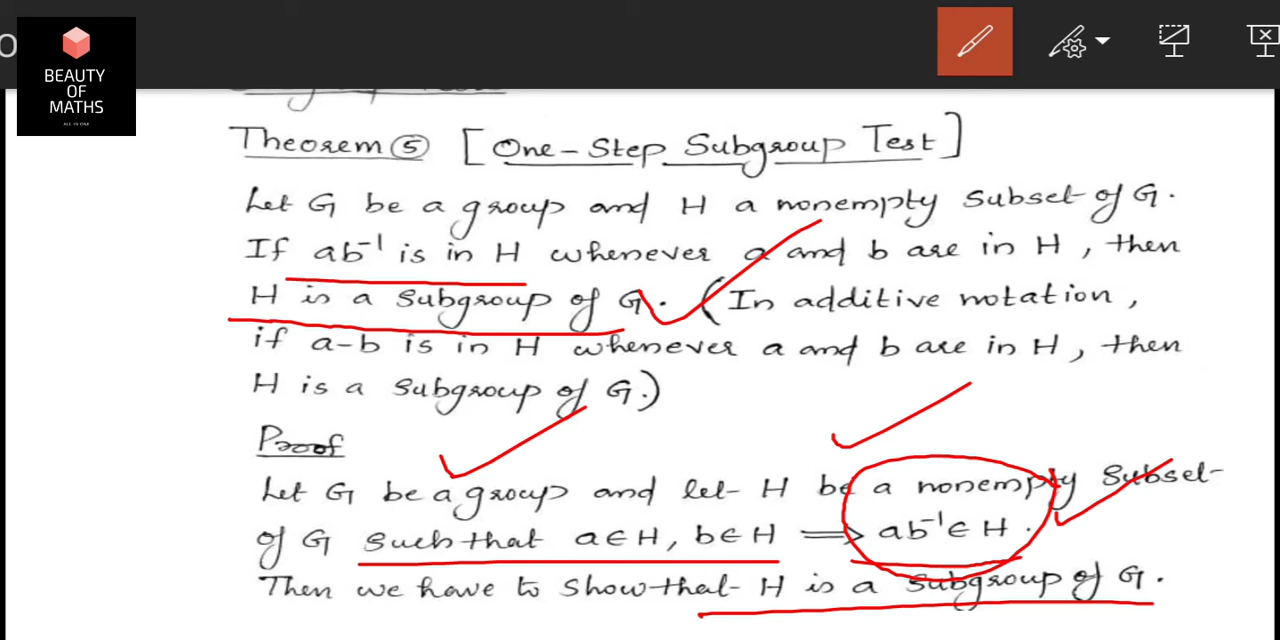 BEAUTY
OF
MATHS
ALL IN ONE
Theorem ⑤ [One-Step Subgroup Test]
Let G be a group and H a nonempty subset of G.
If ab⁻¹ is in H whenever a and b are in H, then
H is a subgroup of G. (In additive notation,
if a-b is in H whenever a and b are in H, then
H is a subgroup of G.)
Proof
Let G be a group and let H be a nonempty subset
of G such that a∈H, b∈H ⟹ ab⁻¹∈H.
Then we have to show that H is a subgroup of G.